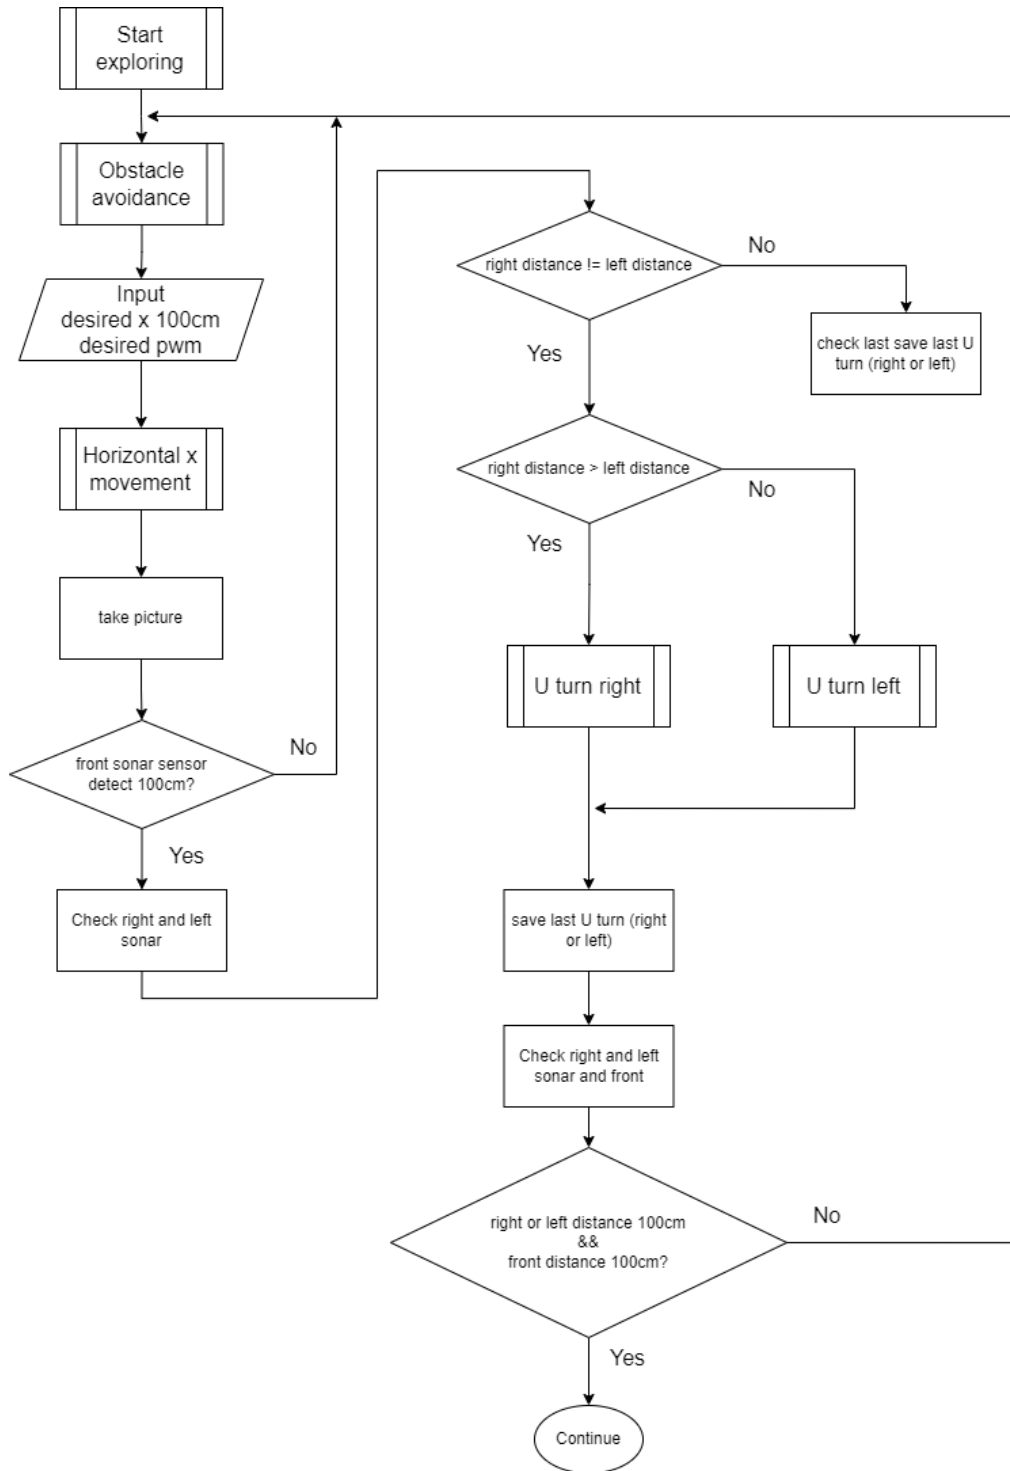 Start
exploring
Obstacle
avoidance
Input
desired x 100cm
desired pwm
Horizontal x
movement
take picture
front sonar sensor
detect 100cm?
No
Yes
Check right and left
sonar
right distance != left distance
No
Yes
check last save last U
turn (right or left)
right distance > left distance
No
Yes
U turn right
U turn left
save last U turn (right
or left)
Check right and left
sonar and front
right or left distance 100cm
&&
front distance 100cm?
No
Yes
Continue